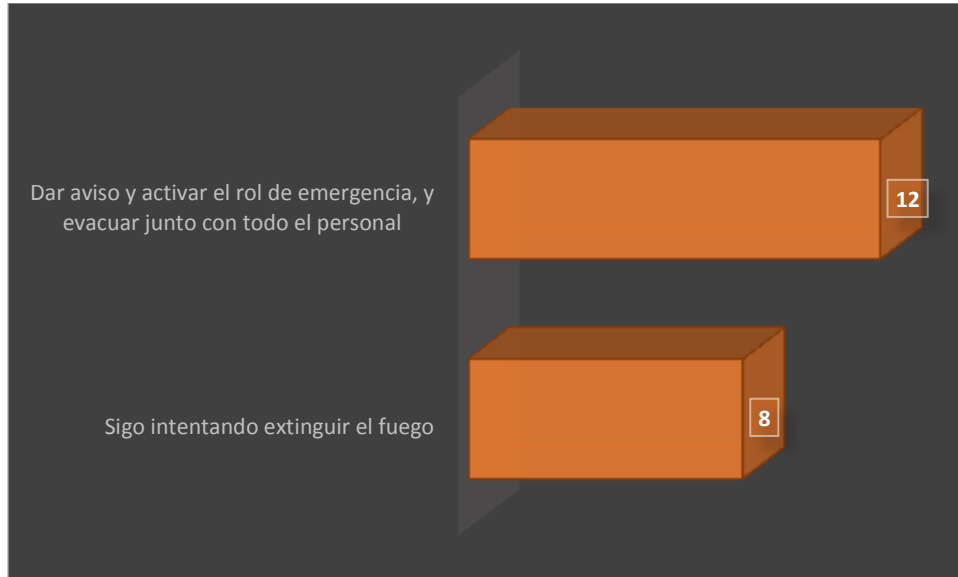 Dar aviso y activar el rol de emergencia, y
evacuar junto con todo el personal
12
Sigo intentando extinguir el fuego
8